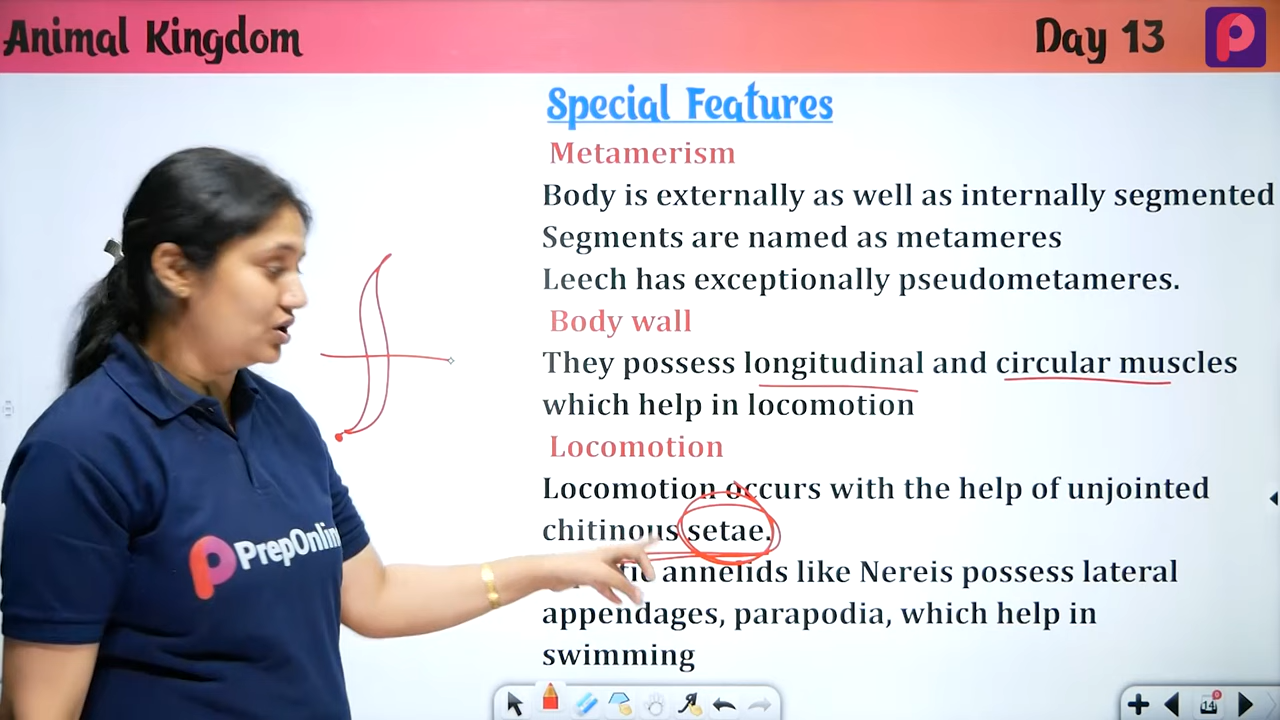 Animal Kingdom
Day 13
Special Features
Metamerism
Body is externally as well as internally segmented
Segments are named as metameres
Leech has exceptionally pseudometameres.
Body wall
They possess longitudinal and circular muscles
which help in locomotion
Locomotion
Locomotion occurs with the help of unjointed
chitinous setae.
annelids like Nereis possess lateral
appendages, parapodia, which help in
swimming
PrepOnlin
14